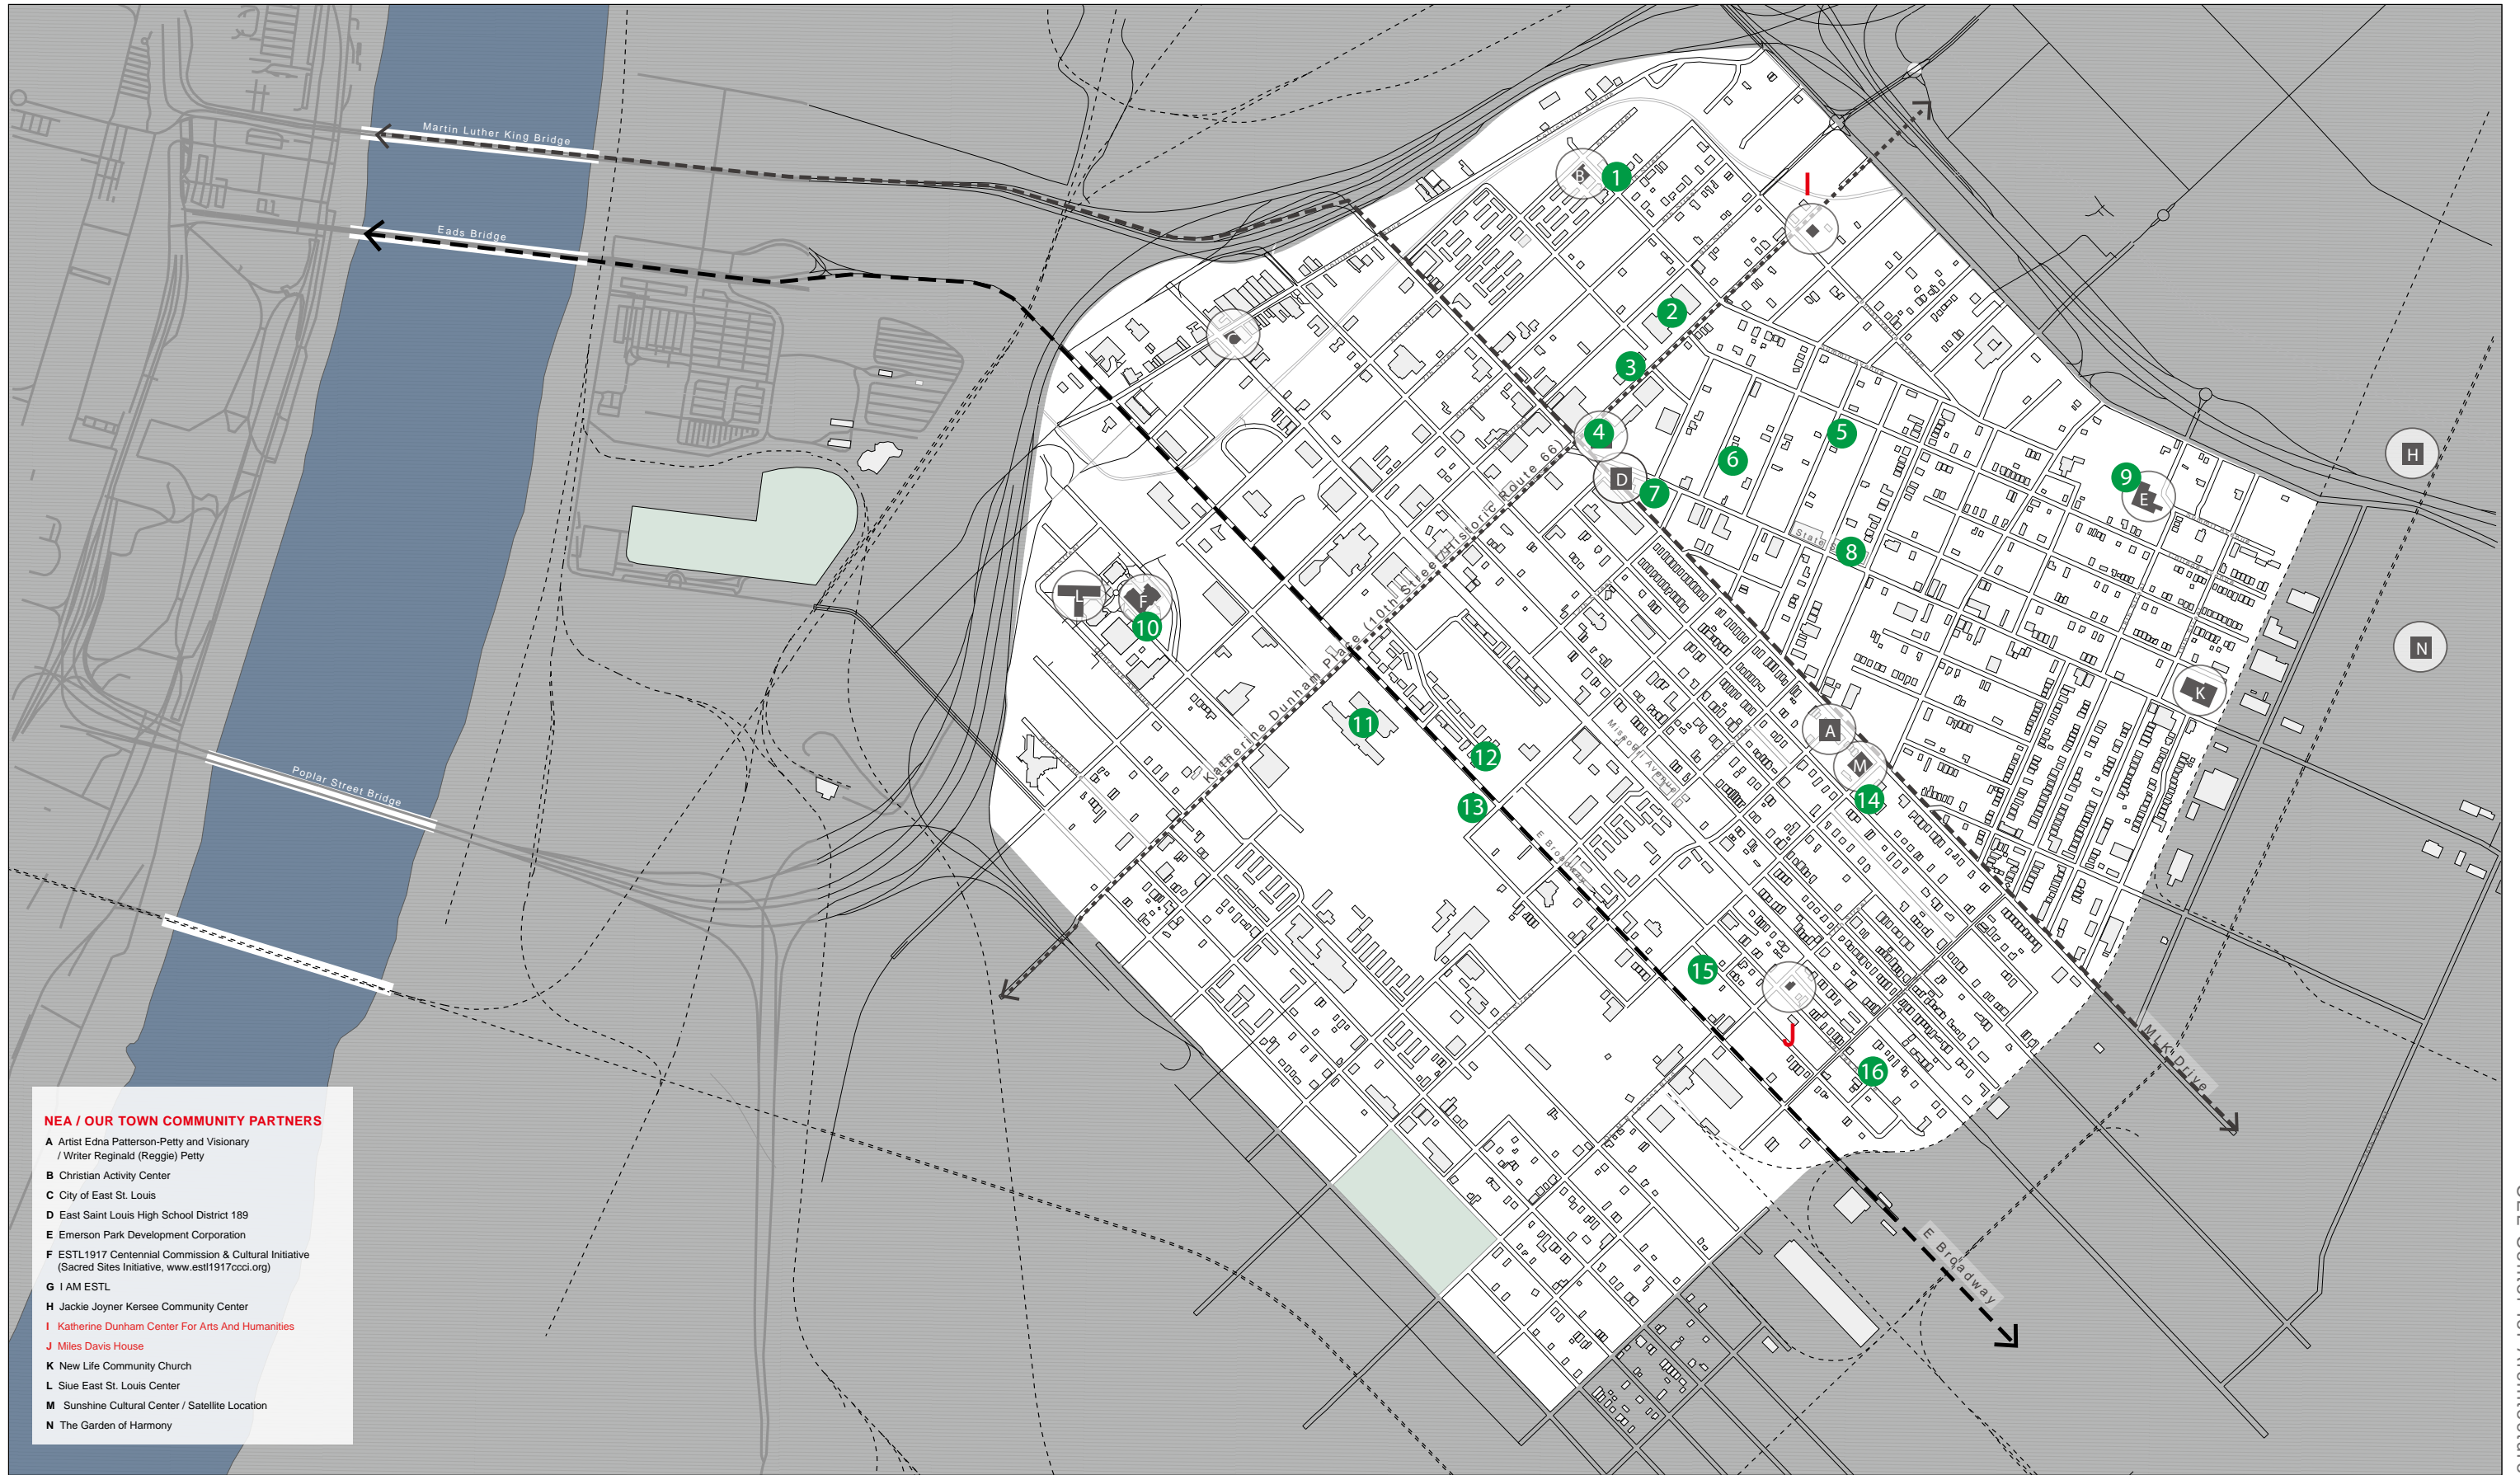 Martin Luther King Bridge
Eads Bridge
Poplar Street Bridge
B
1
I
2
3
4
D
7
5
6
9
E
H
8
N
K
L
F
10
Katherine Dunham Place (10th Street/Historic Route 66)
11
12
13
Missouri Avenue
State
A
M
14
E Broadway
15
J
16
MLK Drive
E Broadway
NEA / OUR TOWN COMMUNITY PARTNERS
A Artist Edna Patterson-Petty and Visionary
/ Writer Reginald (Reggie) Petty
B Christian Activity Center
C City of East St. Louis
D East Saint Louis High School District 189
E Emerson Park Development Corporation
F ESTL1917 Centennial Commission & Cultural Initiative
(Sacred Sites Initiative, www.estl1917ccci.org)
G I AM ESTL
H Jackie Joyner Kersee Community Center
I Katherine Dunham Center For Arts And Humanities
J Miles Davis House
K New Life Community Church
L Siue East St. Louis Center
M Sunshine Cultural Center / Satellite Location
N The Garden of Harmony